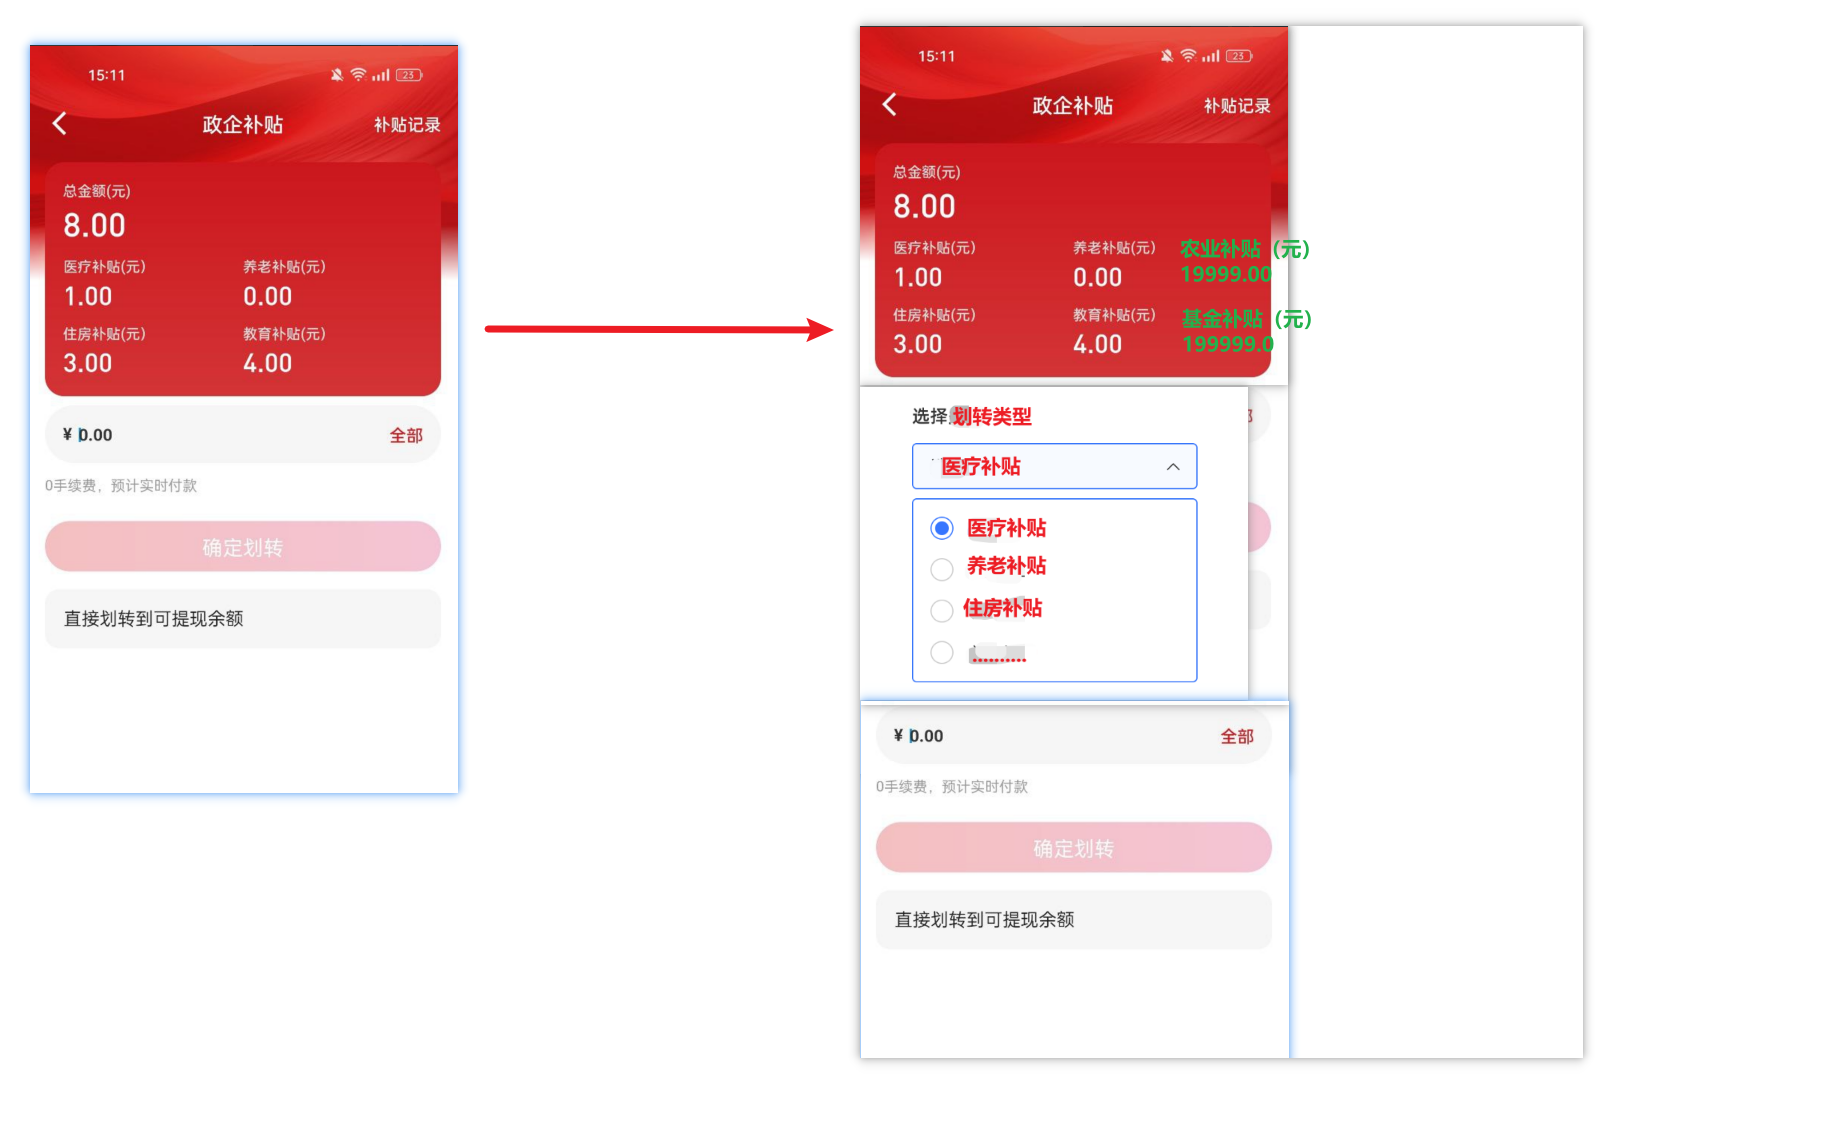 15:11
23
政企补贴
补贴记录
总金额(元)
8.00
医疗补贴(元)
养老补贴(元)
1.00
0.00
住房补贴(元)
教育补贴(元)
3.00
4.00
¥ 0.00
全部
0手续费，预计实时付款
确定划转
直接划转到可提现余额
15:11
23
政企补贴
补贴记录
总金额(元)
8.00
医疗补贴(元)
养老补贴(元)
农业补贴（元)
1.00
0.00
19999.00
住房补贴(元)
教育补贴(元)
基金补贴（元)
3.00
4.00
199999.0
选择划转类型
医疗补贴
医疗补贴
养老补贴
住房补贴
..........
¥ 0.00
全部
0手续费，预计实时付款
确定划转
直接划转到可提现余额